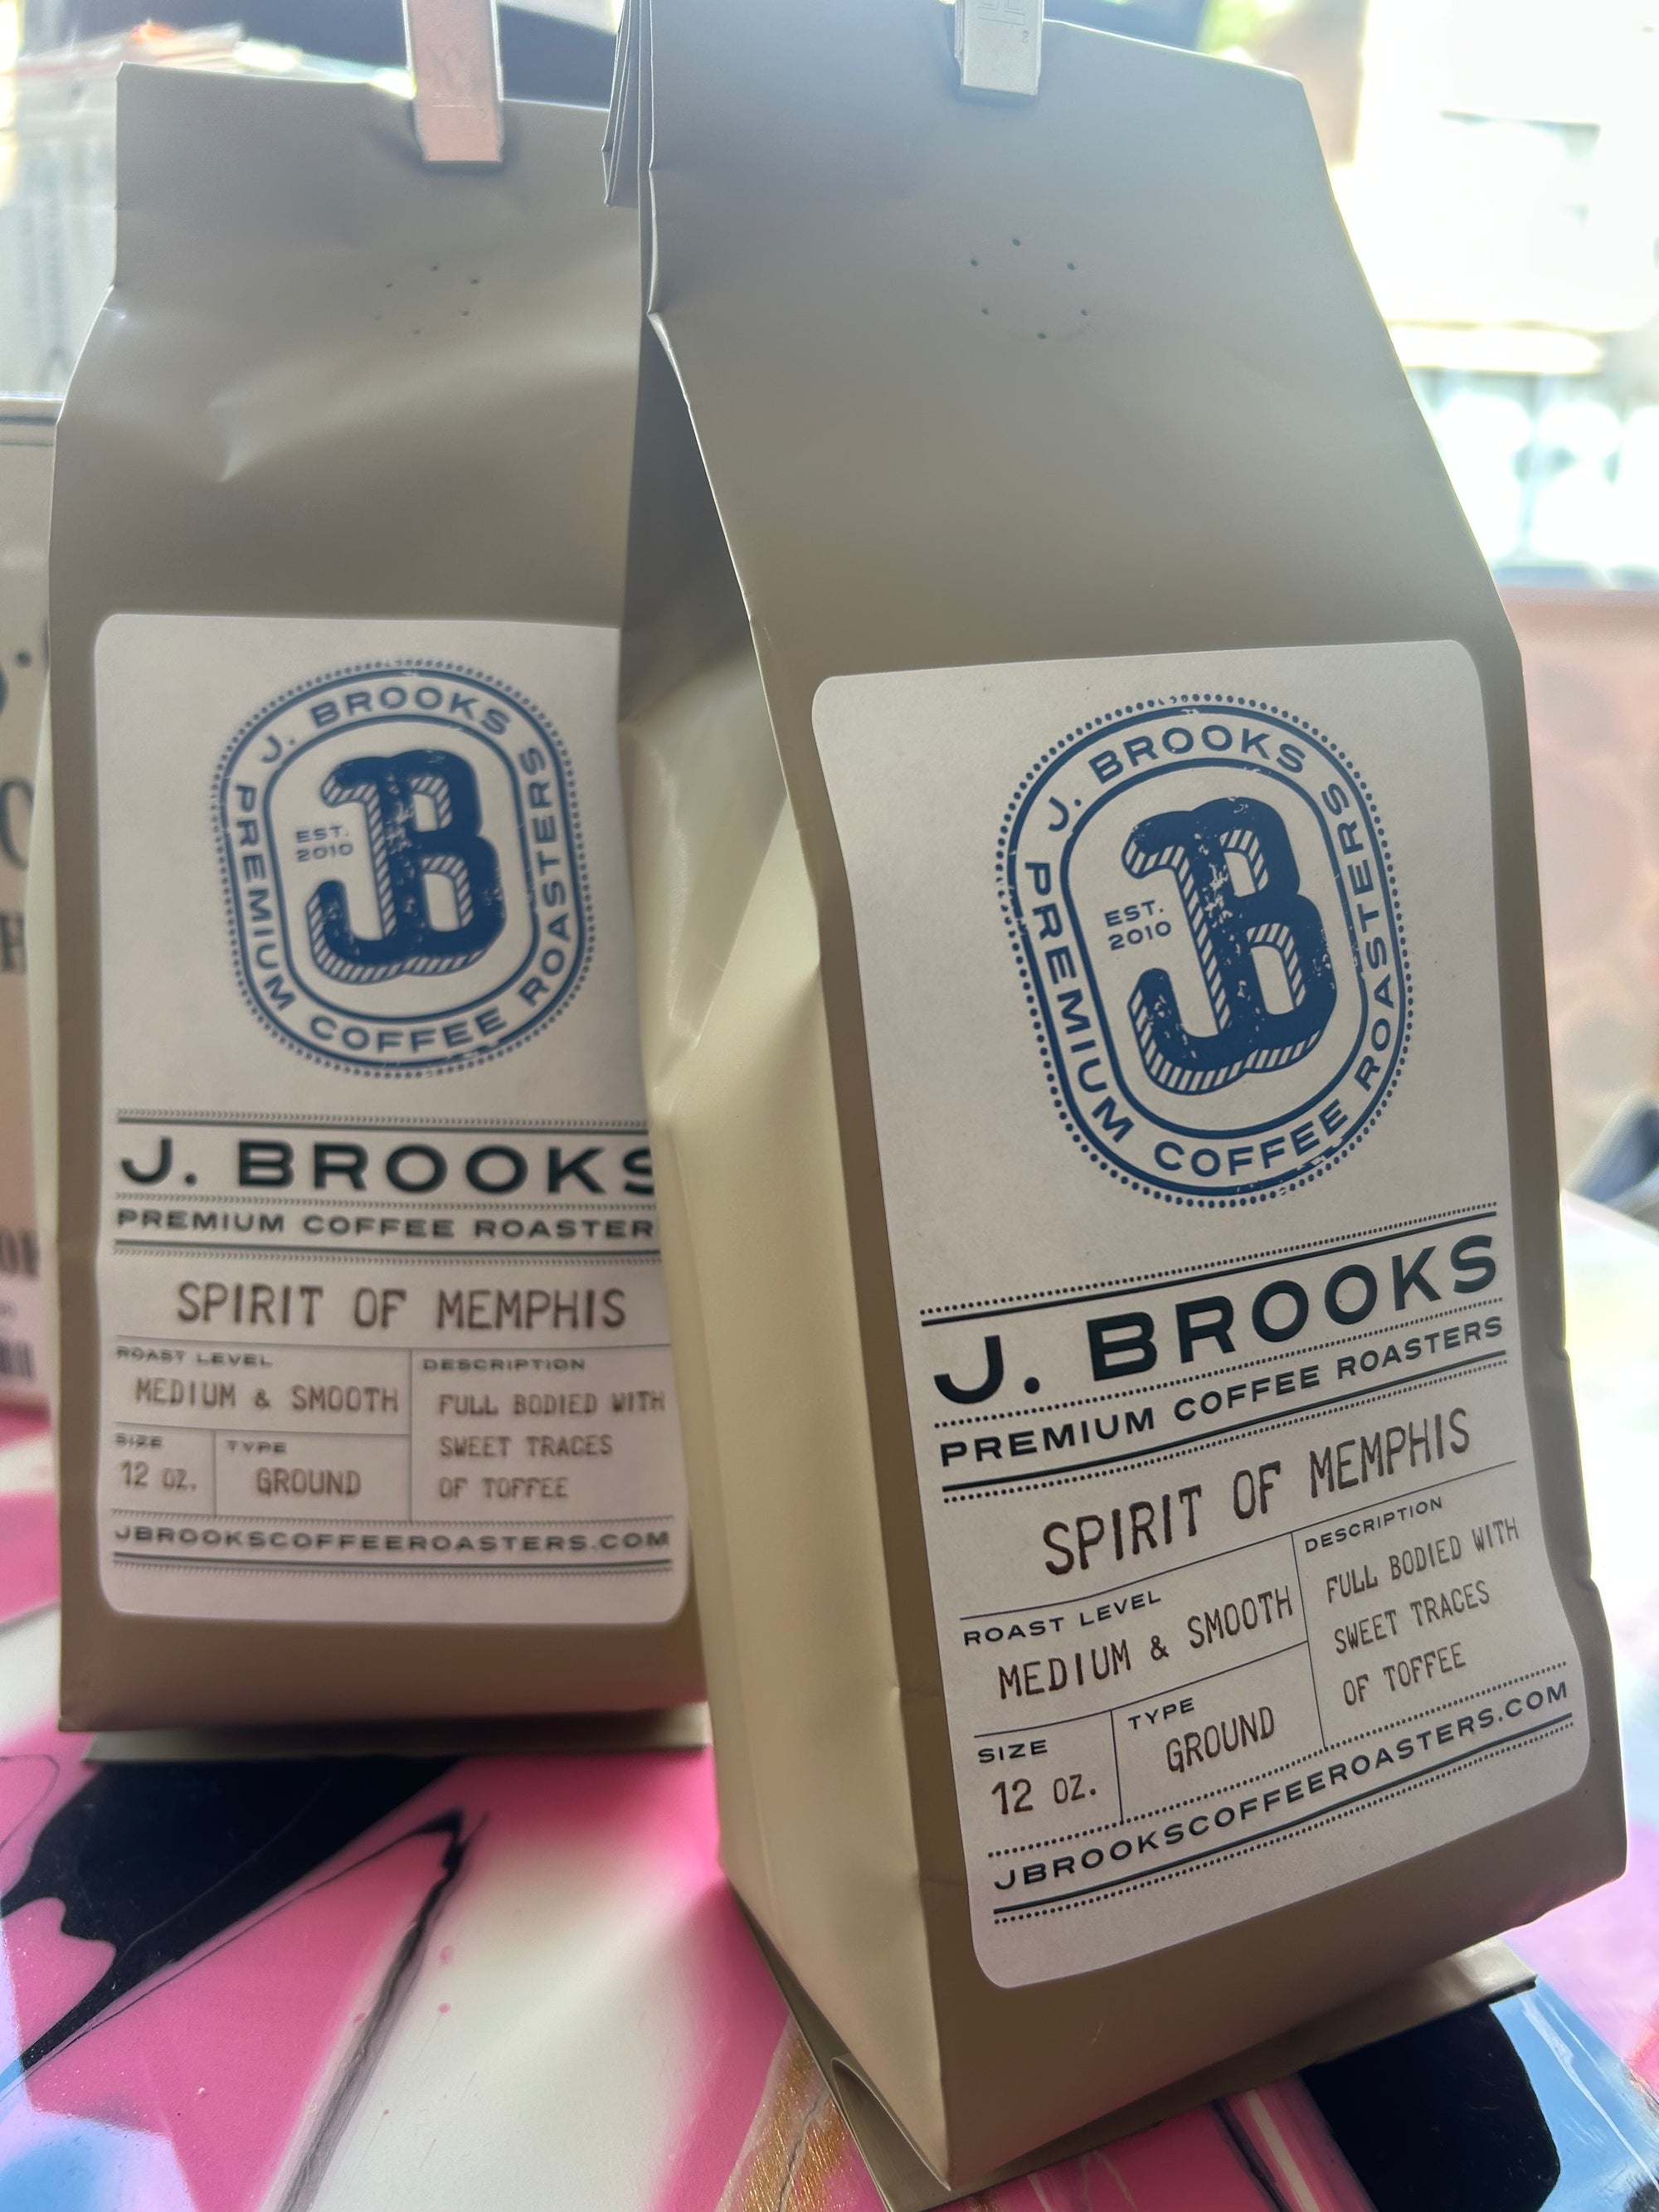 J. BROOKS
PREMIUM COFFEE ROASTERS
EST.
2010
JB
J. BROOKS
PREMIUM COFFEE ROASTER
SPIRIT OF MEMPHIS
ROAST LEVEL
MEDIUM & SMOOTH
SIZE
12 OZ.
TYPE
GROUND
DESCRIPTION
FULL BODIED WITH
SWEET TRACES
OF TOFFEE
JBROOKSCOFFEEROASTERS.COM
J. BROOKS
PREMIUM COFFEE ROASTERS
EST.
2010
JB
J. BROOKS
PREMIUM COFFEE ROASTERS
SPIRIT OF MEMPHIS
ROAST LEVEL
MEDIUM & SMOOTH
SIZE
12 OZ.
TYPE
GROUND
DESCRIPTION
FULL BODIED WITH
SWEET TRACES
OF TOFFEE
JBROOKSCOFFEEROASTERS.COM